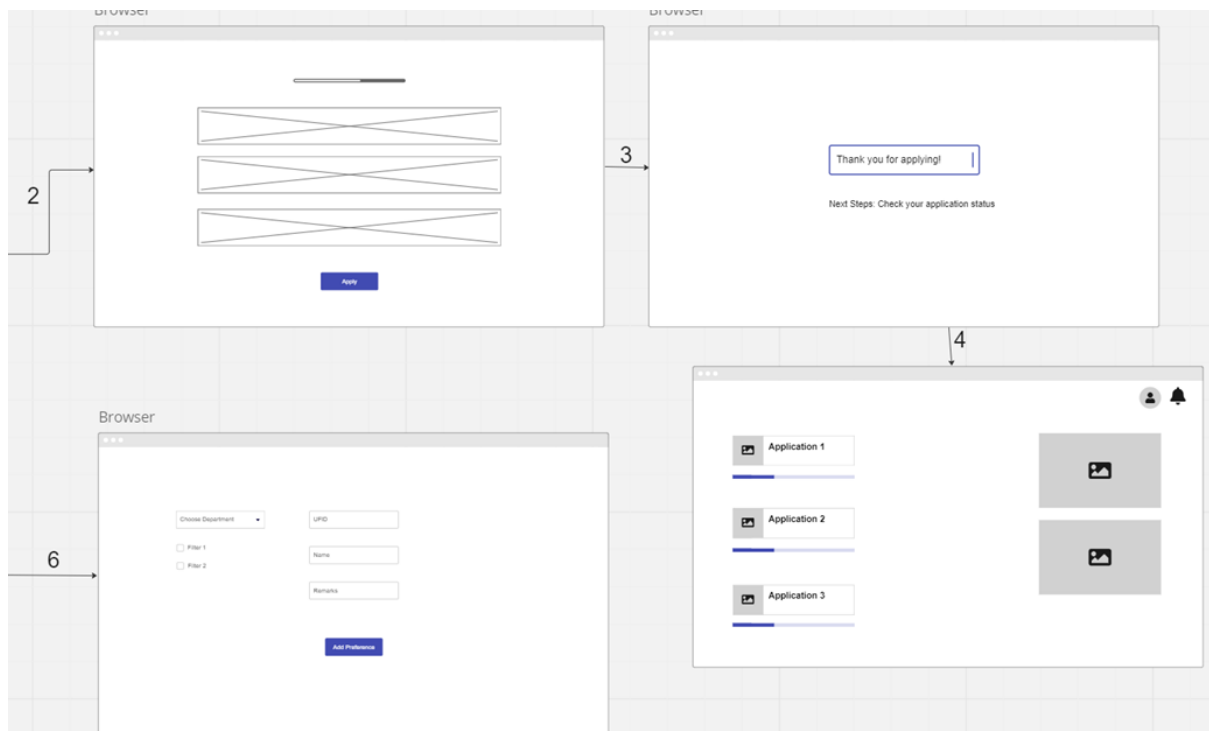 Browser
Browser
2
3
Apply
Thank you for applying!
Next Steps: Check your application status
4
Browser
Application 1
Application 2
Application 3
6
Choose Department
Filter 1
Filter 2
UFID
Name
Remarks
Add Preference